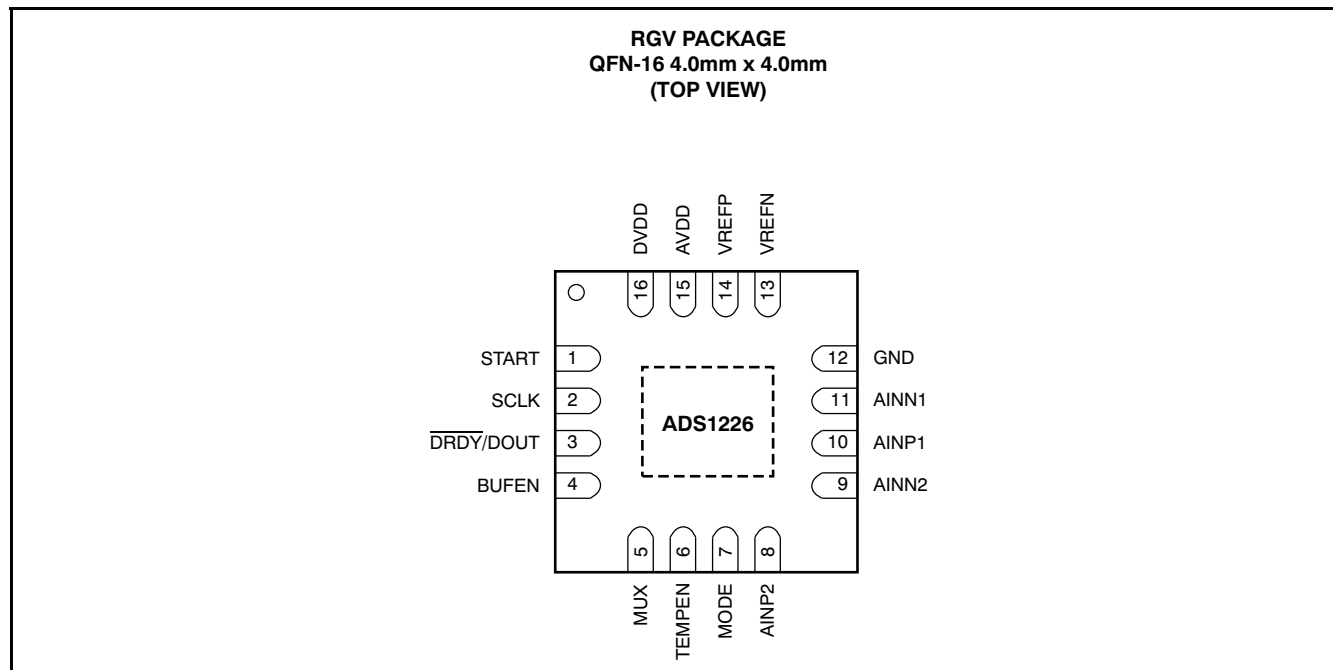 RGV PACKAGE
QFN-16 4.0mm x 4.0mm
(TOP VIEW)
DVDD
AVDD
VREFP
VREFN
16
15
14
13
START 1
SCLK 2
DRDY/DOUT 3
BUFEN 4
ADS1226
12 GND
11 AINN1
10 AINP1
9 AINN2
5
6
7
8
MUX
TEMPEN
MODE
AINP2